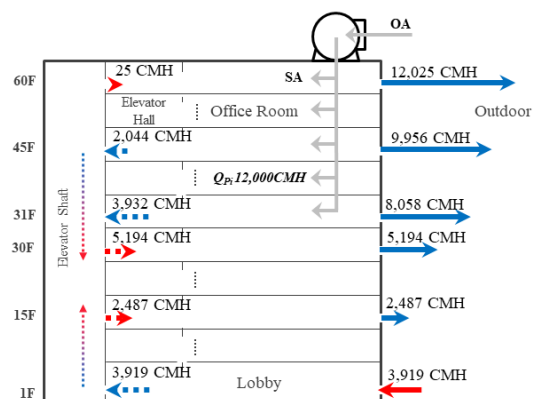 OA
25 CMH
SA
12,025 CMH
60F
Elevator
Hall
Office Room
Outdoor
2,044 CMH
9,956 CMH
45F
QPi 12,000CMH
Elevator Shaft
3,932 CMH
8,058 CMH
31F
5,194 CMH
5,194 CMH
30F
2,487 CMH
2,487 CMH
15F
3,919 CMH
Lobby
3,919 CMH
1F